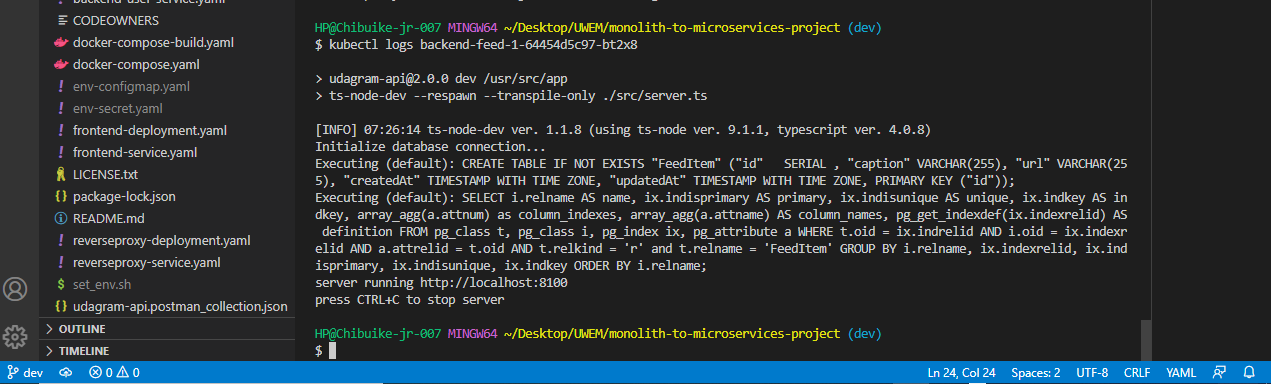 backend-user-service.yaml
CODEOWNERS
docker-compose-build.yaml
docker-compose.yaml
env-configmap.yaml
env-secret.yaml
frontend-deployment.yaml
frontend-service.yaml
LICENSE.txt
package-lock.json
README.md
reverseproxy-deployment.yaml
reverseproxy-service.yaml
set_env.sh
udagram-api.postman_collection.json
OUTLINE
TIMELINE
HP@Chibuike-jr-007 MINGW64 ~/Desktop/UWEM/monolith-to-microservices-project (dev)
$ kubectl logs backend-feed-1-64454d5c97-bt2x8
> udagram-api@2.0.0 dev /usr/src/app
> ts-node-dev --respawn --transpile-only ./src/server.ts
[INFO] 07:26:14 ts-node-dev ver. 1.1.8 (using ts-node ver. 9.1.1, typescript ver. 4.0.8)
Initialize database connection...
Executing (default): CREATE TABLE IF NOT EXISTS "FeedItem" ("id"   SERIAL , "caption" VARCHAR(255), "url" VARCHAR(25
5), "createdAt" TIMESTAMP WITH TIME ZONE, "updatedAt" TIMESTAMP WITH TIME ZONE, PRIMARY KEY ("id"));
Executing (default): SELECT i.relname AS name, ix.indisprimary AS primary, ix.indisunique AS unique, ix.indkey AS in
dkey, array_agg(a.attnum) as column_indexes, array_agg(a.attname) AS column_names, pg_get_indexdef(ix.indexrelid) AS
definition FROM pg_class t, pg_class i, pg_index ix, pg_attribute a WHERE t.oid = ix.indrelid AND i.oid = ix.indexr
elid AND a.attrelid = t.oid AND t.relkind = 'r' and t.relname = 'FeedItem' GROUP BY i.relname, ix.indexrelid, ix.ind
isprimary, ix.indisunique, ix.indkey ORDER BY i.relname;
server running http://localhost:8100
press CTRL+C to stop server
HP@Chibuike-jr-007 MINGW64 ~/Desktop/UWEM/monolith-to-microservices-project (dev)
$
dev 0 0 Ln 24, Col 24 Spaces: 2 UTF-8 CRLF YAML